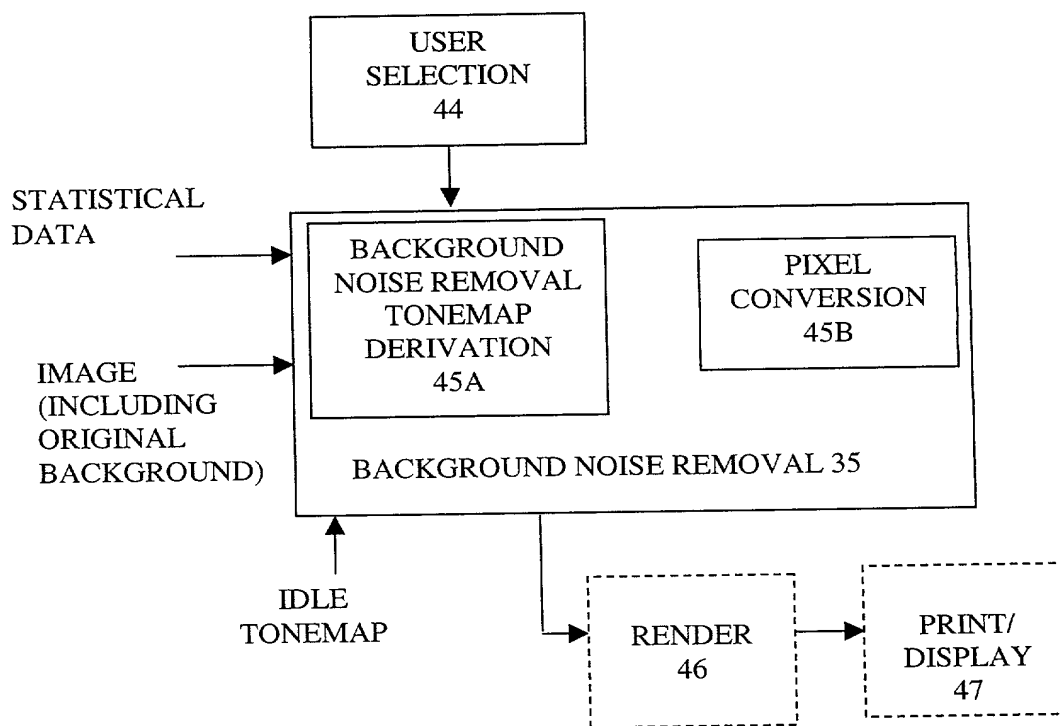 USER
SELECTION
44
STATISTICAL
DATA
BACKGROUND
NOISE REMOVAL
TONEMAP
DERIVATION
45A
PIXEL
CONVERSION
45B
IMAGE
(INCLUDING
ORIGINAL
BACKGROUND)
BACKGROUND NOISE REMOVAL 35
IDLE
TONEMAP
RENDER
46
PRINT/
DISPLAY
47